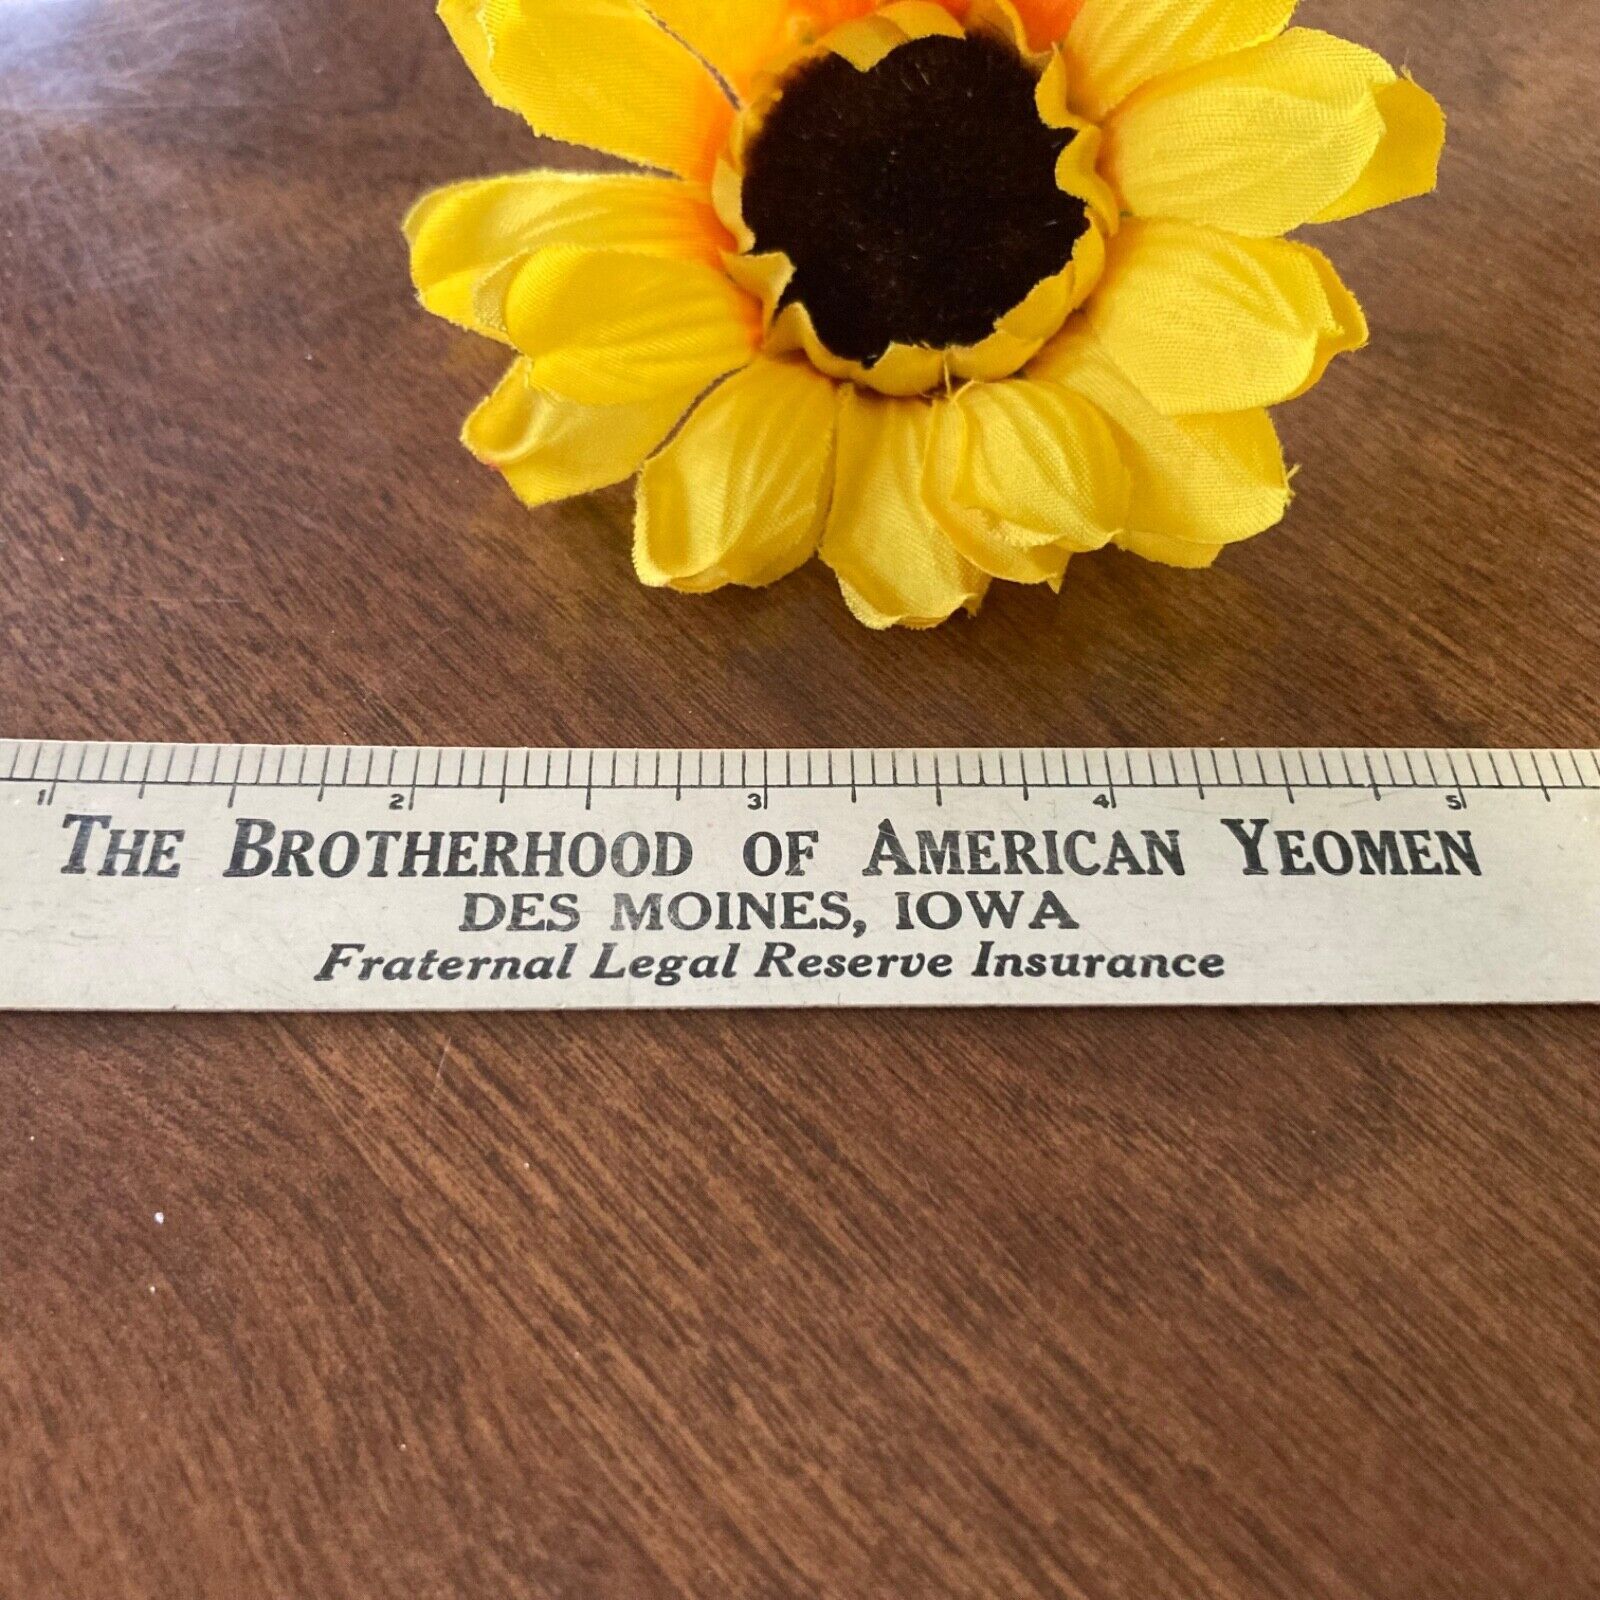 1 2 3 4 5
THE BROTHERHOOD OF AMERICAN YEOMEN
DES MOINES, IOWA
Fraternal Legal Reserve Insurance